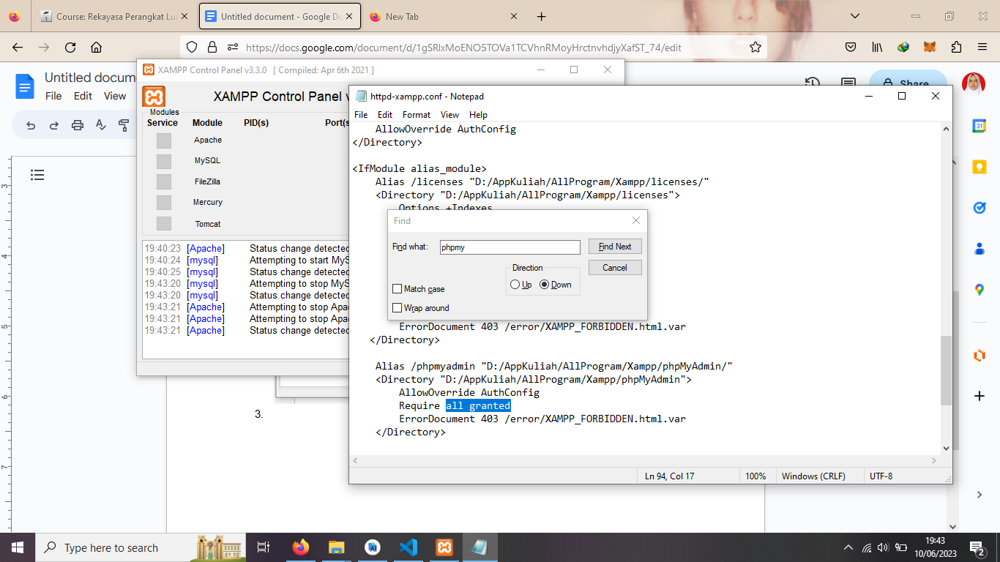 Course: Rekayasa Perangkat Lu
Untitled document - Google Do
New Tab
https://docs.google.com/document/d/1gSRlxMoENO5TOVa1TCVhnRMoyHrctnvhdjyXafST_74/edit
Untitled docum
File Edit View
Share
XAMPP Control Panel v3.3.0 [ Compiled: Apr 6th 2021 ]
XAMPP Control Panel v
Modules
Service Module PID(s) Port(s
Apache
MySQL
FileZilla
Mercury
Tomcat
19:40:23 [Apache] Status change detected
19:40:24 [mysql] Attempting to start MyS
19:40:25 [mysql] Status change detected
19:43:20 [mysql] Attempting to stop MyS
19:43:20 [mysql] Status change detected
19:43:21 [Apache] Attempting to stop Apac
19:43:21 [Apache] Attempting to stop Apac
19:43:21 [Apache] Status change detected
httpd-xampp.conf - Notepad
File Edit Format View Help
AllowOverride AuthConfig
</Directory>
<IfModule alias_module>
Alias /licenses "D:/AppKuliah/AllProgram/Xampp/licenses/"
<Directory "D:/AppKuliah/AllProgram/Xampp/licenses">
Options +Indexes
Find
Find what: phpmy
Find Next
Cancel
Direction
Up Down
Match case
Wrap around
ErrorDocument 403 /error/XAMPP_FORBIDDEN.html.var
</Directory>
Alias /phpmyadmin "D:/AppKuliah/AllProgram/Xampp/phpMyAdmin/"
<Directory "D:/AppKuliah/AllProgram/Xampp/phpMyAdmin">
AllowOverride AuthConfig
Require all granted
ErrorDocument 403 /error/XAMPP_FORBIDDEN.html.var
</Directory>
Ln 94, Col 17 100% Windows (CRLF) UTF-8
3.
3
4
5
6
7
31
Type here to search
19:43
10/06/2023
2